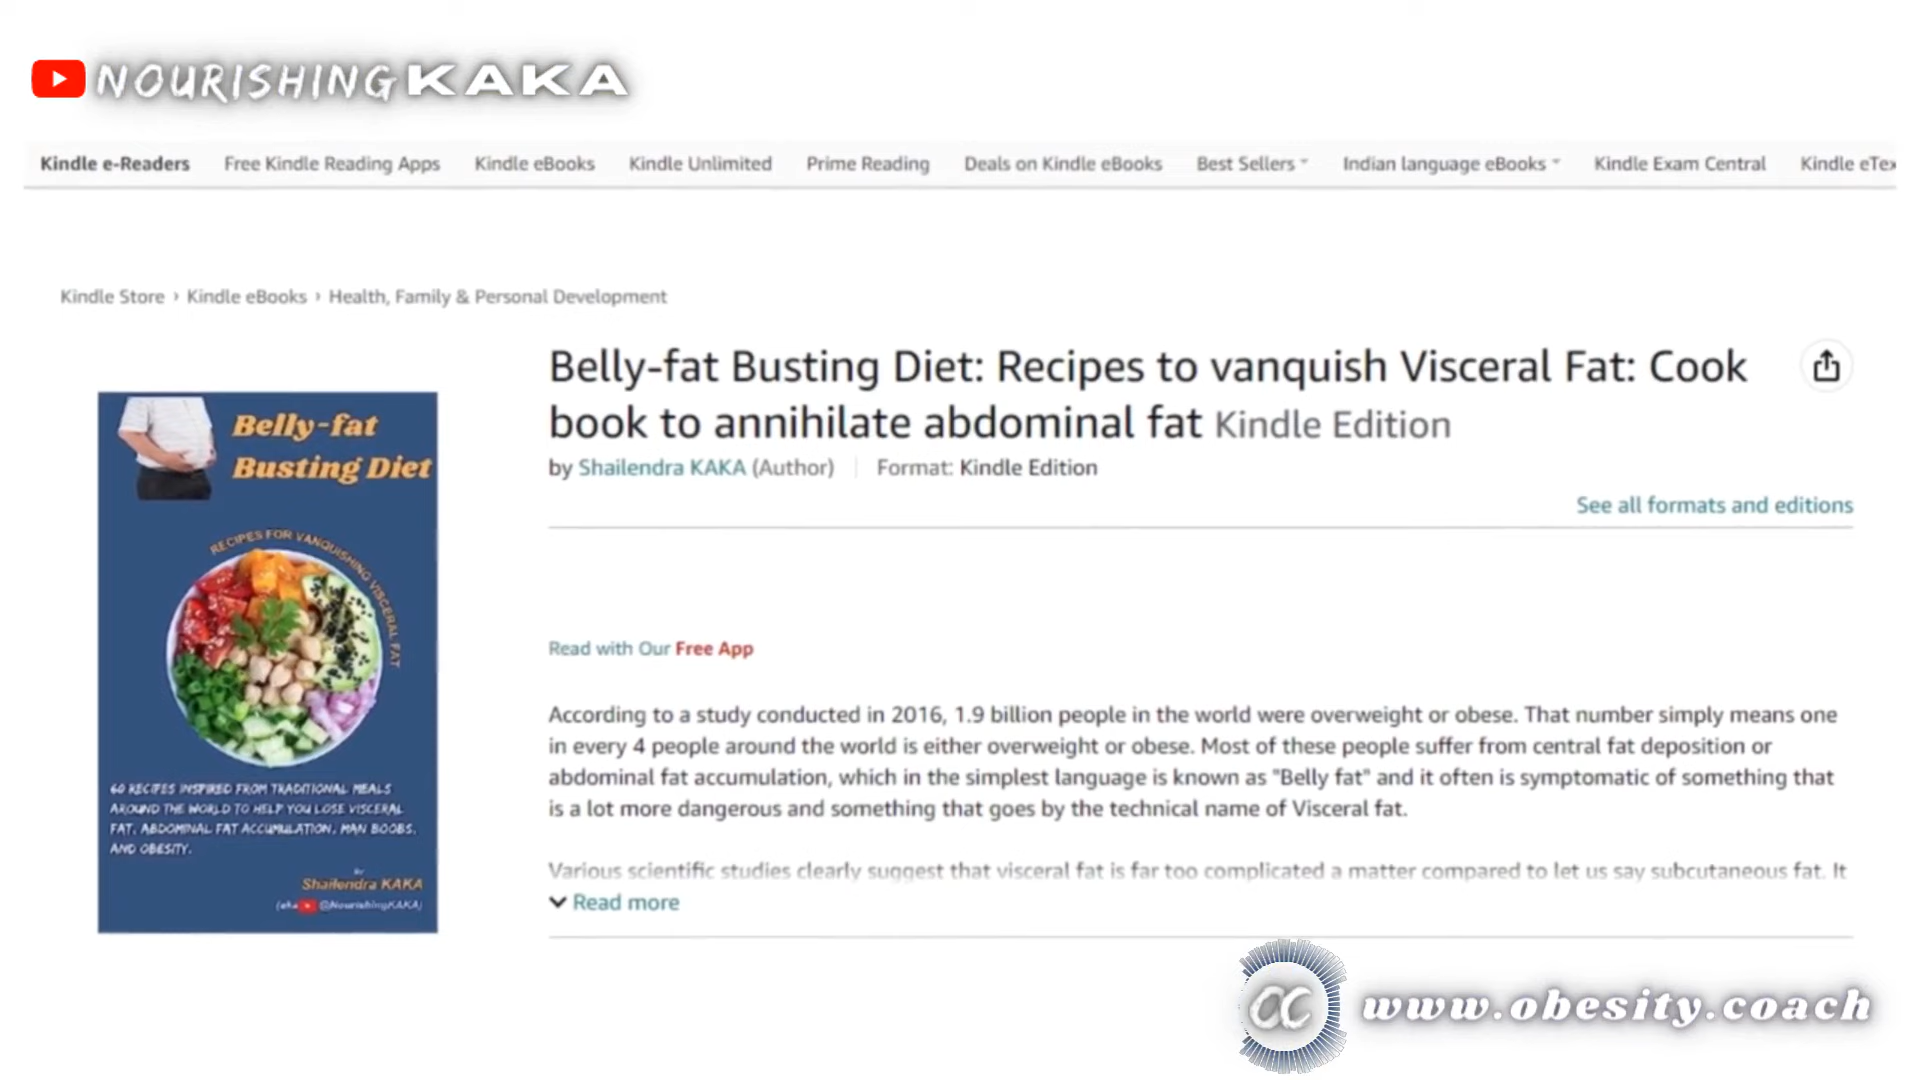 NOURISHING KAKA
Kindle e-Readers Free Kindle Reading Apps Kindle eBooks Kindle Unlimited Prime Reading Deals on Kindle eBooks Best Sellers Indian language eBooks Kindle Exam Central Kindle eTex
Kindle Store › Kindle eBooks › Health, Family & Personal Development
Belly-fat
Busting Diet
RECIPES FOR VANQUISHING VISCERAL FAT
60 RECIPES INSPIRED FROM TRADITIONAL MEALS
AROUND THE WORLD TO HELP YOU LOSE VISCERAL
FAT, ABDOMINAL FAT ACCUMULATION, MAN BOOBS,
AND OBESITY.
By
Shailendra KAKA
(aka @NourishingKAKA)
Belly-fat Busting Diet: Recipes to vanquish Visceral Fat: Cook
book to annihilate abdominal fat Kindle Edition
by Shailendra KAKA (Author) Format: Kindle Edition
See all formats and editions
Read with Our Free App
According to a study conducted in 2016, 1.9 billion people in the world were overweight or obese. That number simply means one
in every 4 people around the world is either overweight or obese. Most of these people suffer from central fat deposition or
abdominal fat accumulation, which in the simplest language is known as "Belly fat" and it often is symptomatic of something that
is a lot more dangerous and something that goes by the technical name of Visceral fat.
Various scientific studies clearly suggest that visceral fat is far too complicated a matter compared to let us say subcutaneous fat. It
Read more
OC
www.obesity.coach